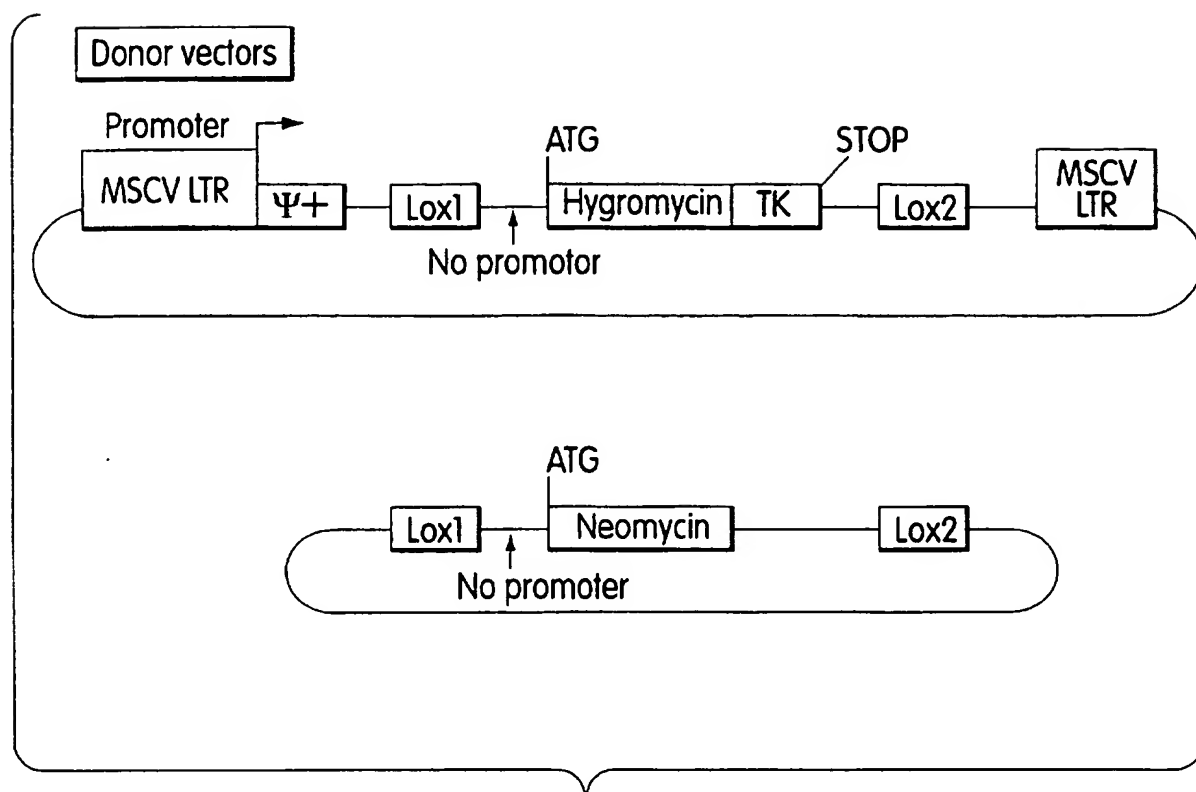 Donor vectors
Promoter
ATG
STOP
MSCV LTR
Ψ+
Lox1
Hygromycin
TK
Lox2
MSCV
LTR
No promotor
ATG
Lox1
Neomycin
Lox2
No promoter